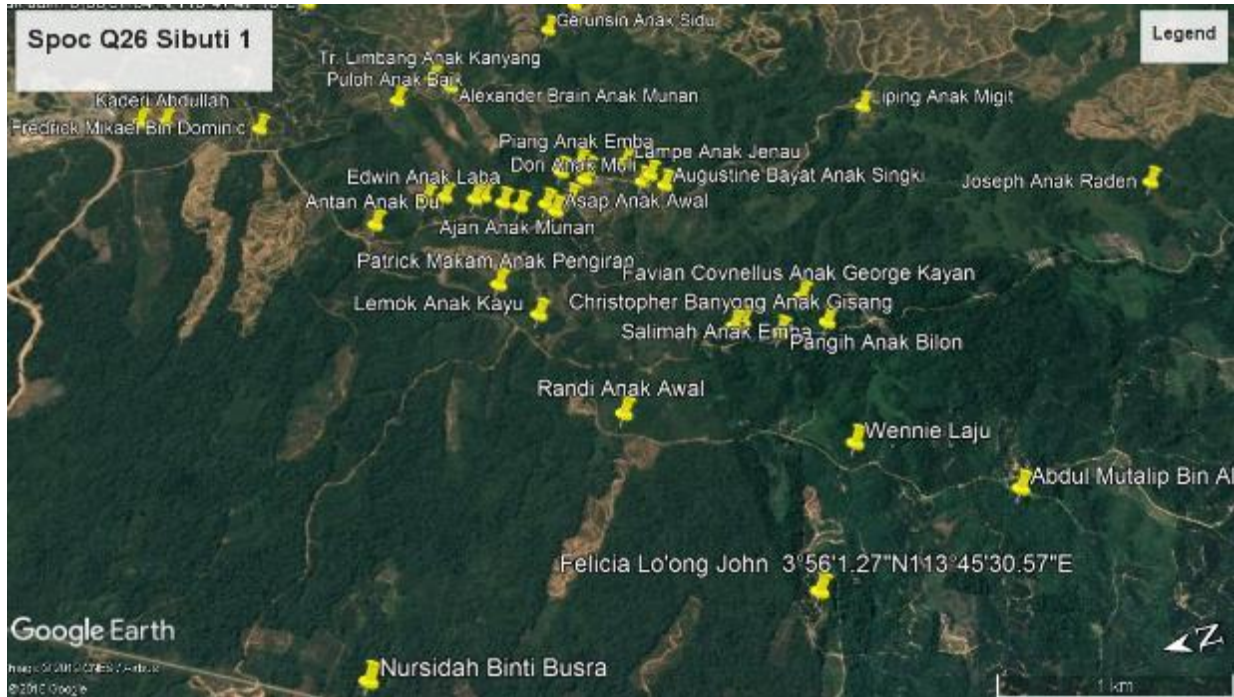 Spoc Q26 Sibuti 1
Legend
Gerunsin Anak Sidu
Tr. Limbang Anak Kanyang
Puloh Anak Baik
Alexander Brain Anak Munan
Liping Anak Migit
Kaderi Abdullah
Fredrick Mikael Bin Dominic
Piang Anak Emba
Lampe Anak Jenau
Dori Anak Moli
Augustine Bayat Anak Singki
Joseph Anak Raden
Edwin Anak Laba
Antan Anak Du
Asap Anak Awal
Ajan Anak Munan
Patrick Makam Anak Pengiran
Favian Covnellus Anak George Kayan
Lemok Anak Kayu
Christopher Banyong Anak Gisang
Salimah Anak Emba
Pangih Anak Bilon
Randi Anak Awal
Wennie Laju
Abdul Mutalip Bin Al
Felicia Lo'ong John 3°56'1.27"N113°45'30.57"E
Google Earth
Nursidah Binti Busra
N
1 km